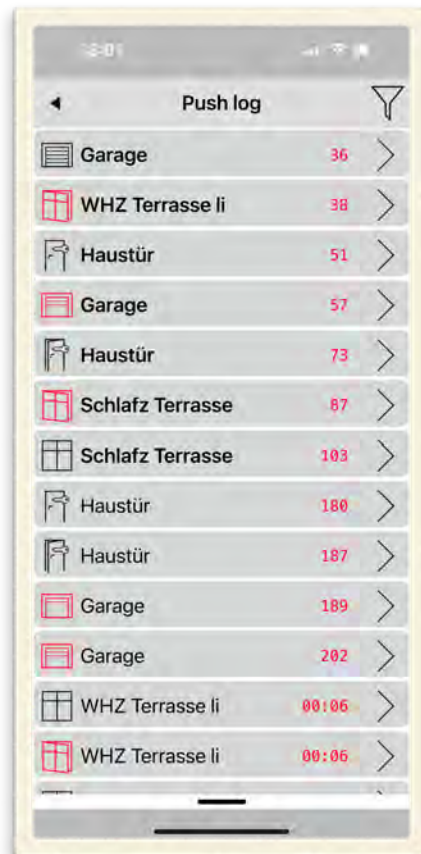 Push log
Garage 36
WHZ Terrasse li 38
Haustür 51
Garage 57
Haustür 73
Schlafz Terrasse 87
Schlafz Terrasse 103
Haustür 180
Haustür 187
Garage 189
Garage 202
WHZ Terrasse li 00:06
WHZ Terrasse li 00:06